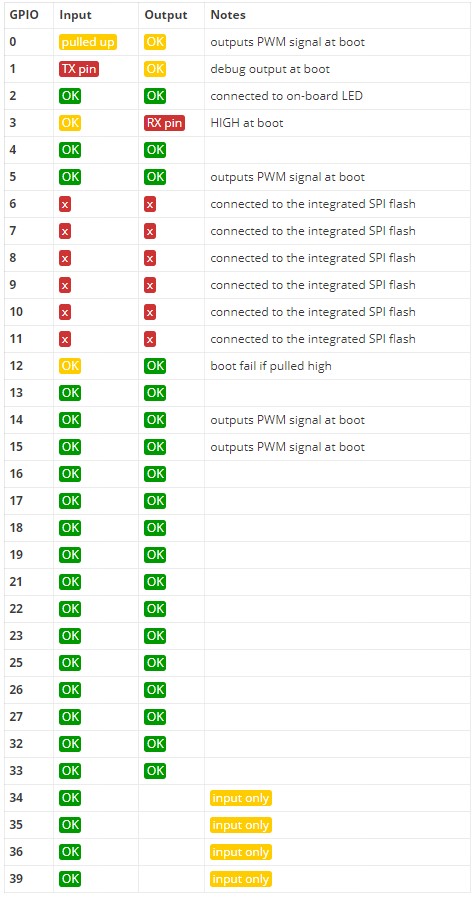 GPIO Input Output Notes
0 pulled up OK outputs PWM signal at boot
1 TX pin OK debug output at boot
2 OK OK connected to on-board LED
3 OK RX pin HIGH at boot
4 OK OK
5 OK OK outputs PWM signal at boot
6 x x connected to the integrated SPI flash
7 x x connected to the integrated SPI flash
8 x x connected to the integrated SPI flash
9 x x connected to the integrated SPI flash
10 x x connected to the integrated SPI flash
11 x x connected to the integrated SPI flash
12 OK OK boot fail if pulled high
13 OK OK
14 OK OK outputs PWM signal at boot
15 OK OK outputs PWM signal at boot
16 OK OK
17 OK OK
18 OK OK
19 OK OK
21 OK OK
22 OK OK
23 OK OK
25 OK OK
26 OK OK
27 OK OK
32 OK OK
33 OK OK
34 OK input only
35 OK input only
36 OK input only
39 OK input only